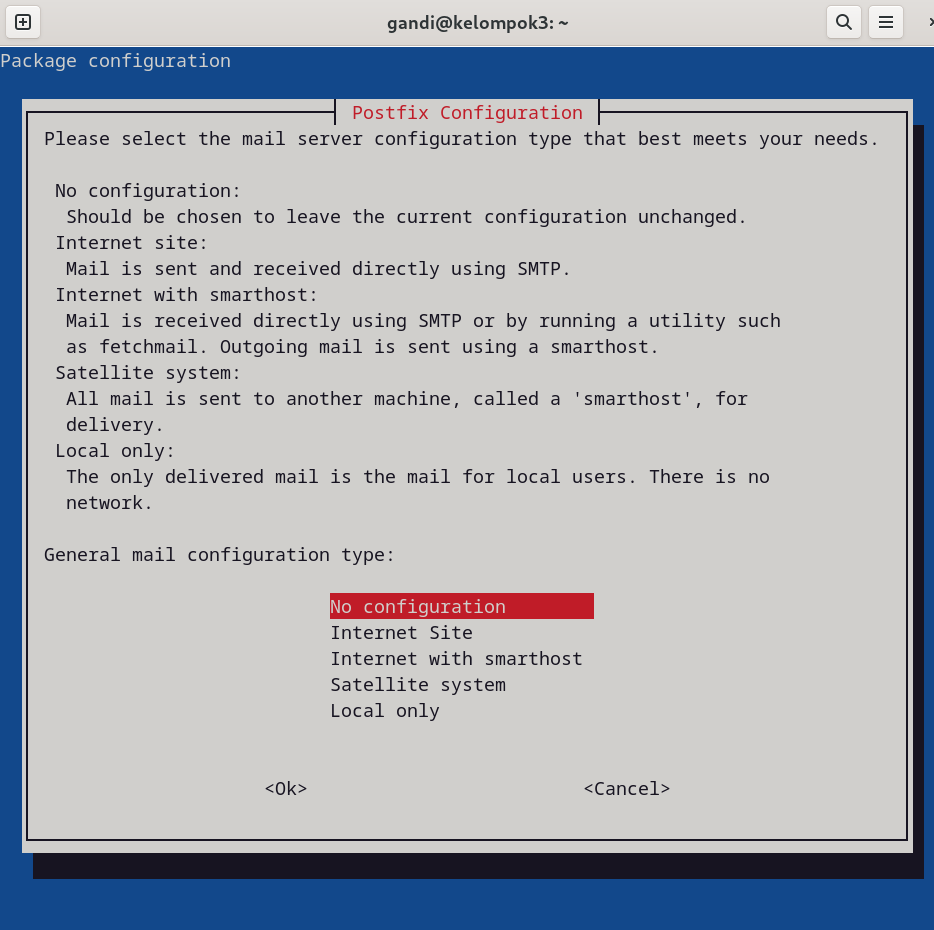 gandi@kelompok3: ~
Package configuration
Postfix Configuration
Please select the mail server configuration type that best meets your needs.
No configuration:
Should be chosen to leave the current configuration unchanged.
Internet site:
Mail is sent and received directly using SMTP.
Internet with smarthost:
Mail is received directly using SMTP or by running a utility such
as fetchmail. Outgoing mail is sent using a smarthost.
Satellite system:
All mail is sent to another machine, called a 'smarthost', for
delivery.
Local only:
The only delivered mail is the mail for local users. There is no
network.
General mail configuration type:
No configuration
Internet Site
Internet with smarthost
Satellite system
Local only
<Ok> <Cancel>